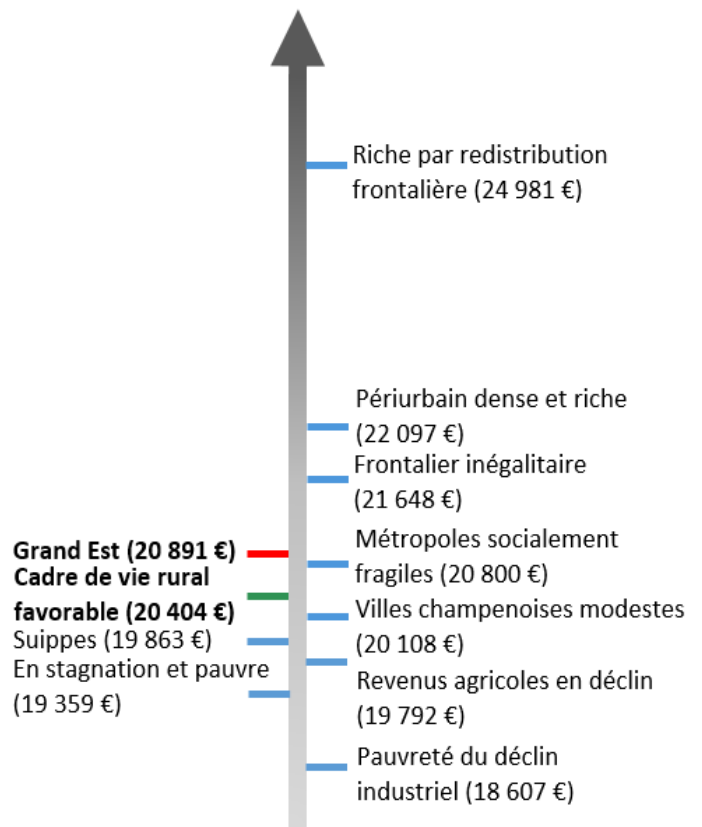 Riche par redistribution
frontalière (24 981 €)
Périurbain dense et riche
(22 097 €)
Frontalier inégalitaire
(21 648 €)
Grand Est (20 891 €)
Métropoles socialement
fragiles (20 800 €)
Cadre de vie rural
favorable (20 404 €)
Villes champenoises modestes
(20 108 €)
Suippes (19 863 €)
Revenus agricoles en déclin
(19 792 €)
En stagnation et pauvre
(19 359 €)
Pauvreté du déclin
industriel (18 607 €)